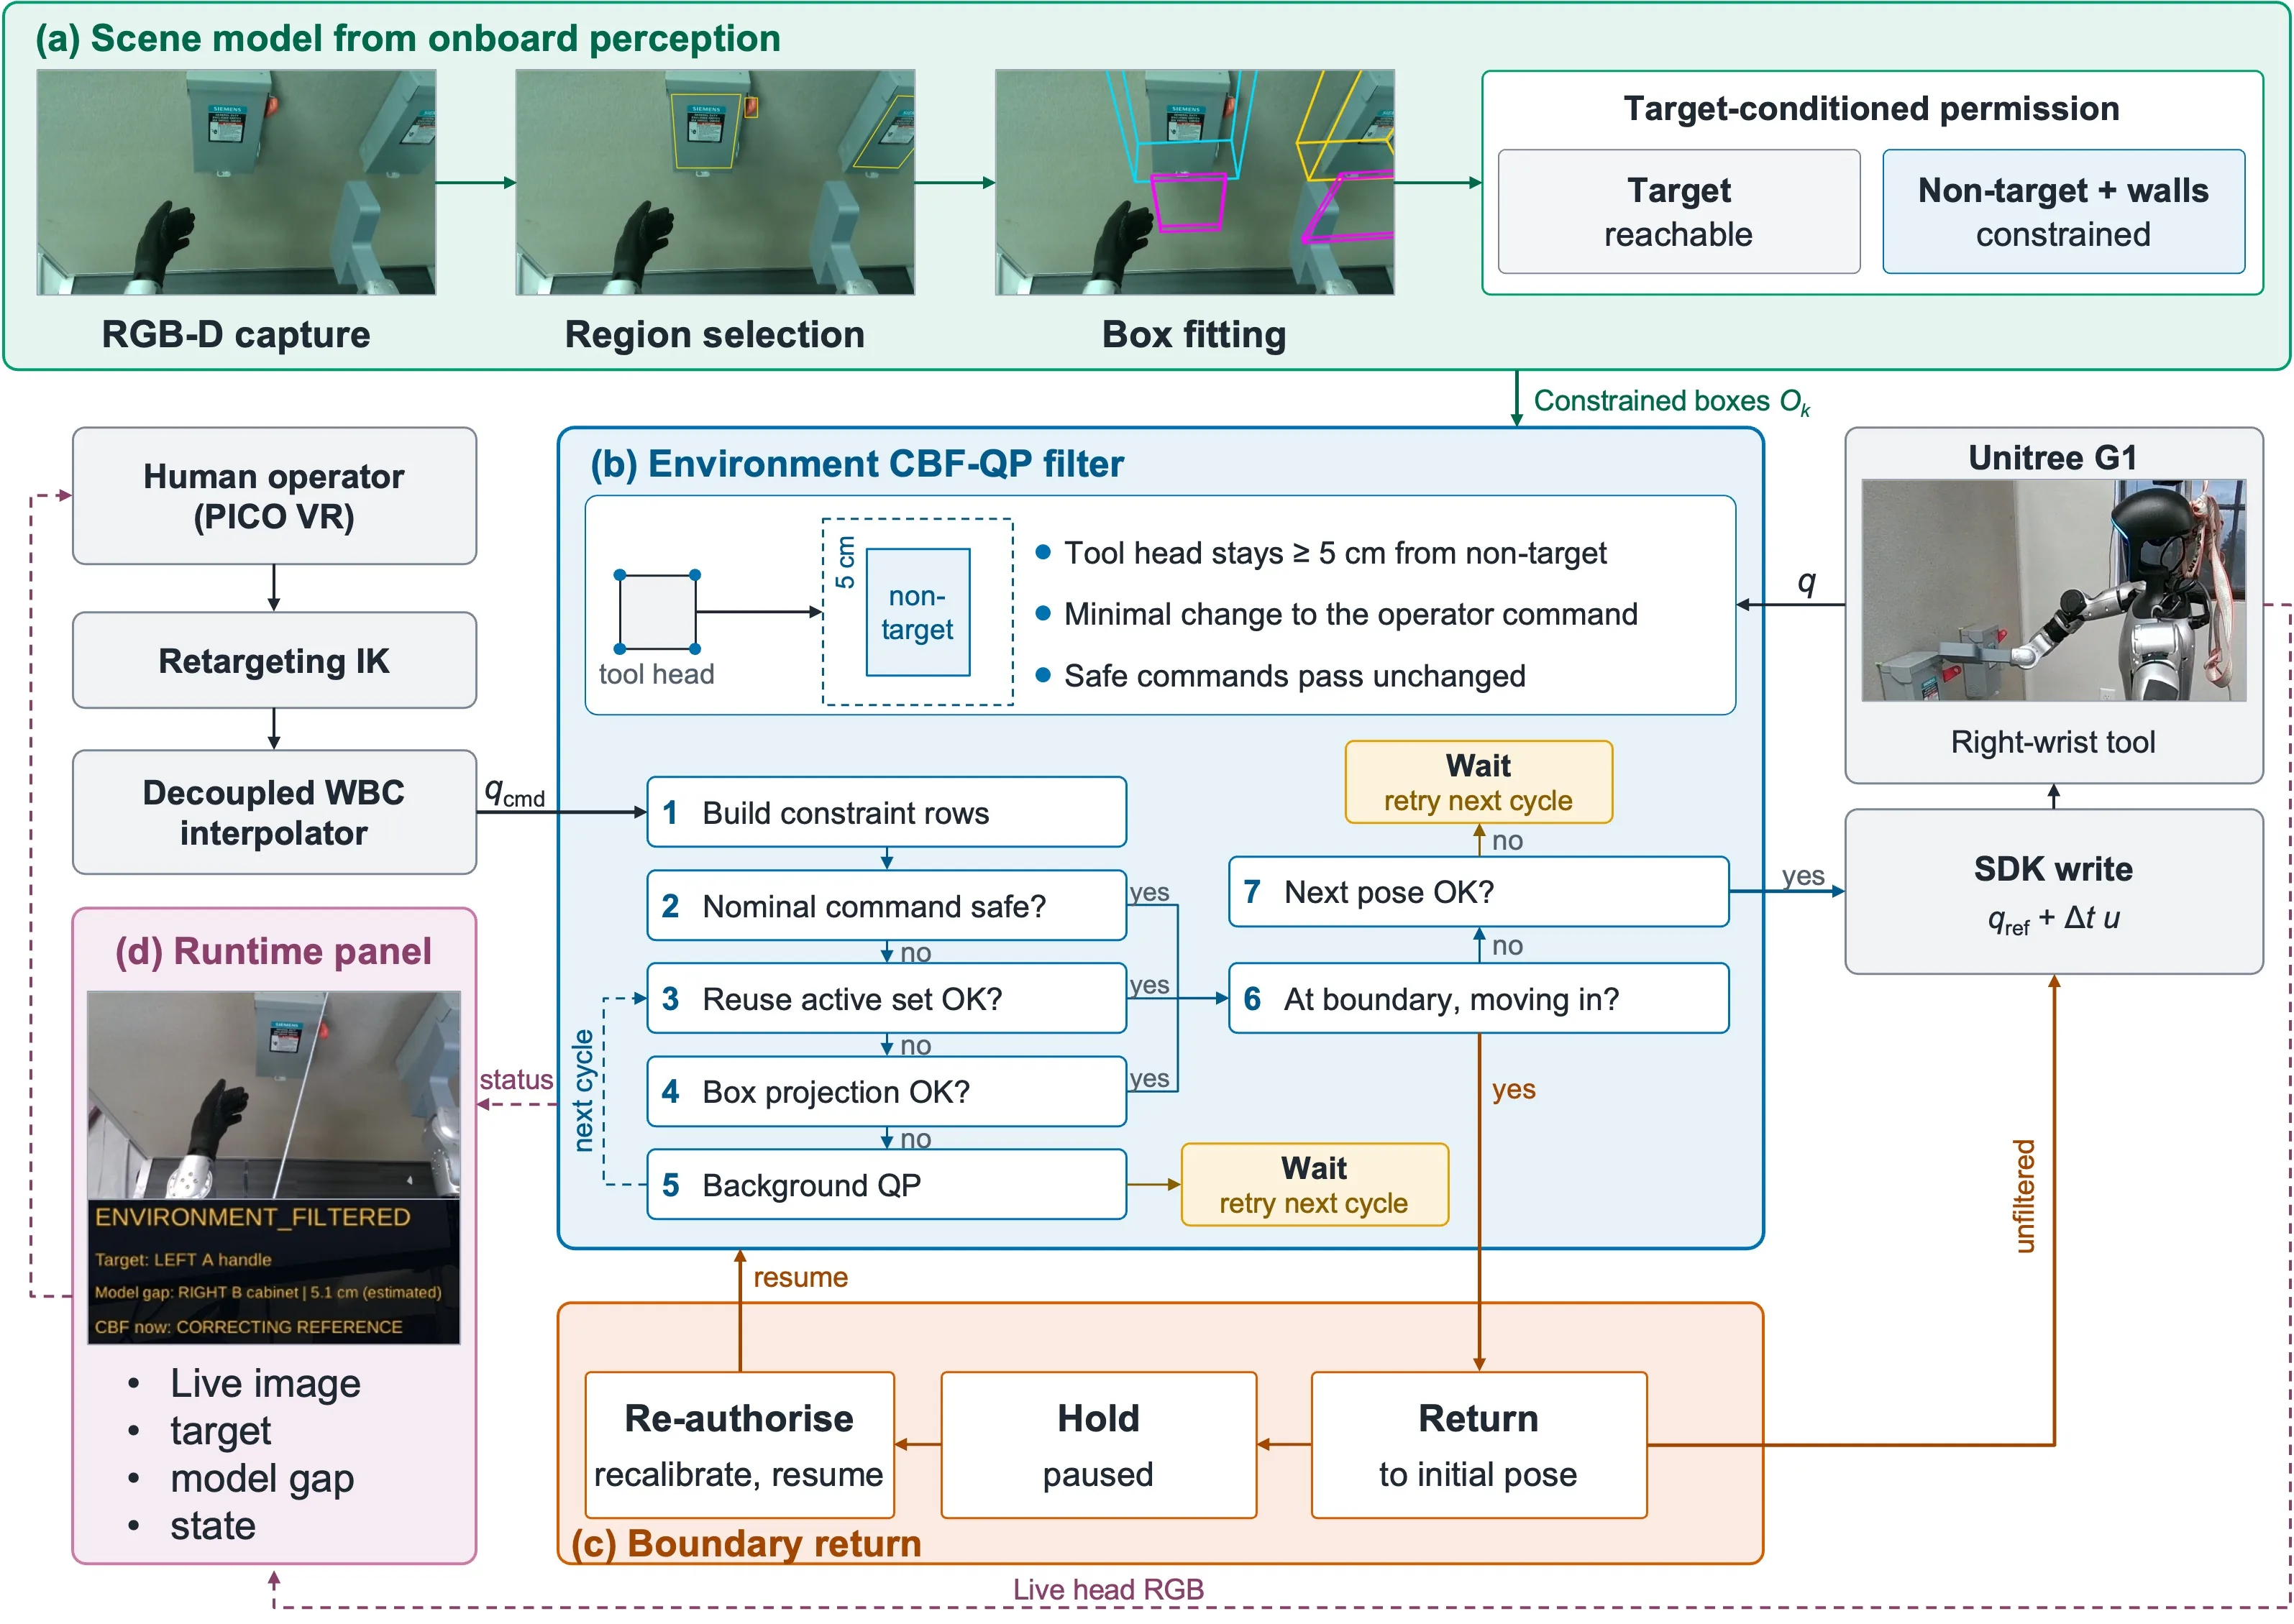 (a) Scene model from onboard perception
SIEMENS
SIEMENS
SIEMENS
RGB-D capture
Region selection
Box fitting
Target-conditioned permission
Target
reachable
Non-target + walls
constrained
Constrained boxes Ok
Human operator
(PICO VR)
Retargeting IK
Decoupled WBC
interpolator
qcmd
(b) Environment CBF-QP filter
tool head
5 cm
non-
target
● Tool head stays ≥ 5 cm from non-target
● Minimal change to the operator command
● Safe commands pass unchanged
1 Build constraint rows
2 Nominal command safe?
yes
no
3 Reuse active set OK?
yes
no
4 Box projection OK?
yes
no
5 Background QP
next cycle
Wait
retry next cycle
6 At boundary, moving in?
no
yes
7 Next pose OK?
no
yes
Wait
retry next cycle
Unitree G1
Right-wrist tool
q
SDK write
qref + Δt u
unfiltered
status
(d) Runtime panel
SIEMENS
ENVIRONMENT_FILTERED
Target: LEFT A handle
Model gap: RIGHT B cabinet | 5.1 cm (estimated)
CBF now: CORRECTING REFERENCE
• Live image
• target
• model gap
• state
resume
Re-authorise
recalibrate, resume
Hold
paused
Return
to initial pose
(c) Boundary return
Live head RGB